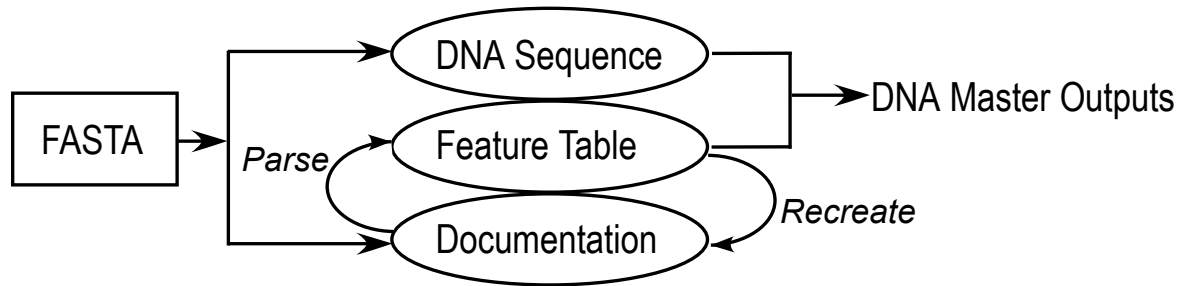 DNA Sequence
DNA Master Outputs
FASTA
Parse
Feature Table
Recreate
Documentation